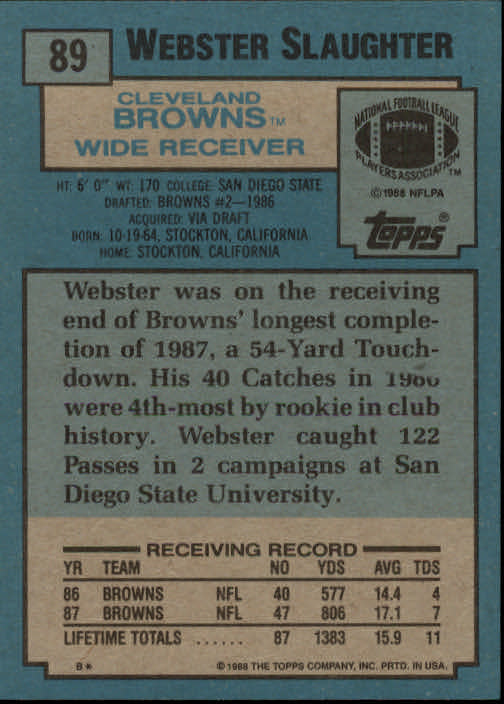 89
WEBSTER SLAUGHTER
CLEVELAND
BROWNS TM
WIDE RECEIVER
NATIONAL FOOTBALL LEAGUE
PLAYERS ASSOCIATION TM
© 1988 NFLPA
Topps®
HT: 6' 0" WT: 170 COLLEGE: SAN DIEGO STATE
DRAFTED: BROWNS #2—1986
ACQUIRED: VIA DRAFT
BORN: 10-19-64, STOCKTON, CALIFORNIA
HOME: STOCKTON, CALIFORNIA
Webster was on the receiving
end of Browns' longest comple-
tion of 1987, a 54-Yard Touch-
down. His 40 Catches in 1986
were 4th-most by rookie in club
history. Webster caught 122
Passes in 2 campaigns at San
Diego State University.
RECEIVING RECORD
YR TEAM NO YDS AVG TDS
86 BROWNS NFL 40 577 14.4 4
87 BROWNS NFL 47 806 17.1 7
LIFETIME TOTALS ...... 87 1383 15.9 11
B* © 1988 THE TOPPS COMPANY, INC. PRTD. IN USA.